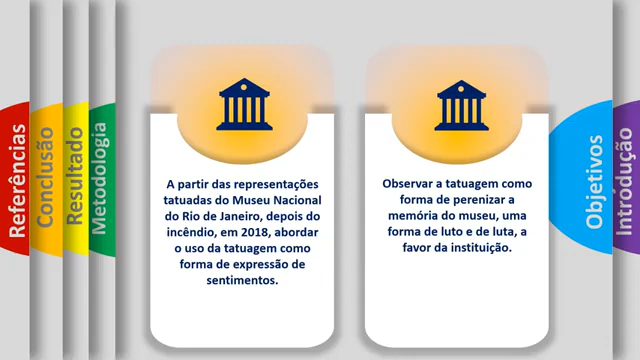 Referências
Conclusão
Resultado
Metodologia
A partir das representações
tatuadas do Museu Nacional
do Rio de Janeiro, depois do
incêndio, em 2018, abordar
o uso da tatuagem como
forma de expressão de
sentimentos.
Observar a tatuagem como
forma de perenizar a
memória do museu, uma
forma de luto e de luta, a
favor da instituição.
Objetivos
Introdução